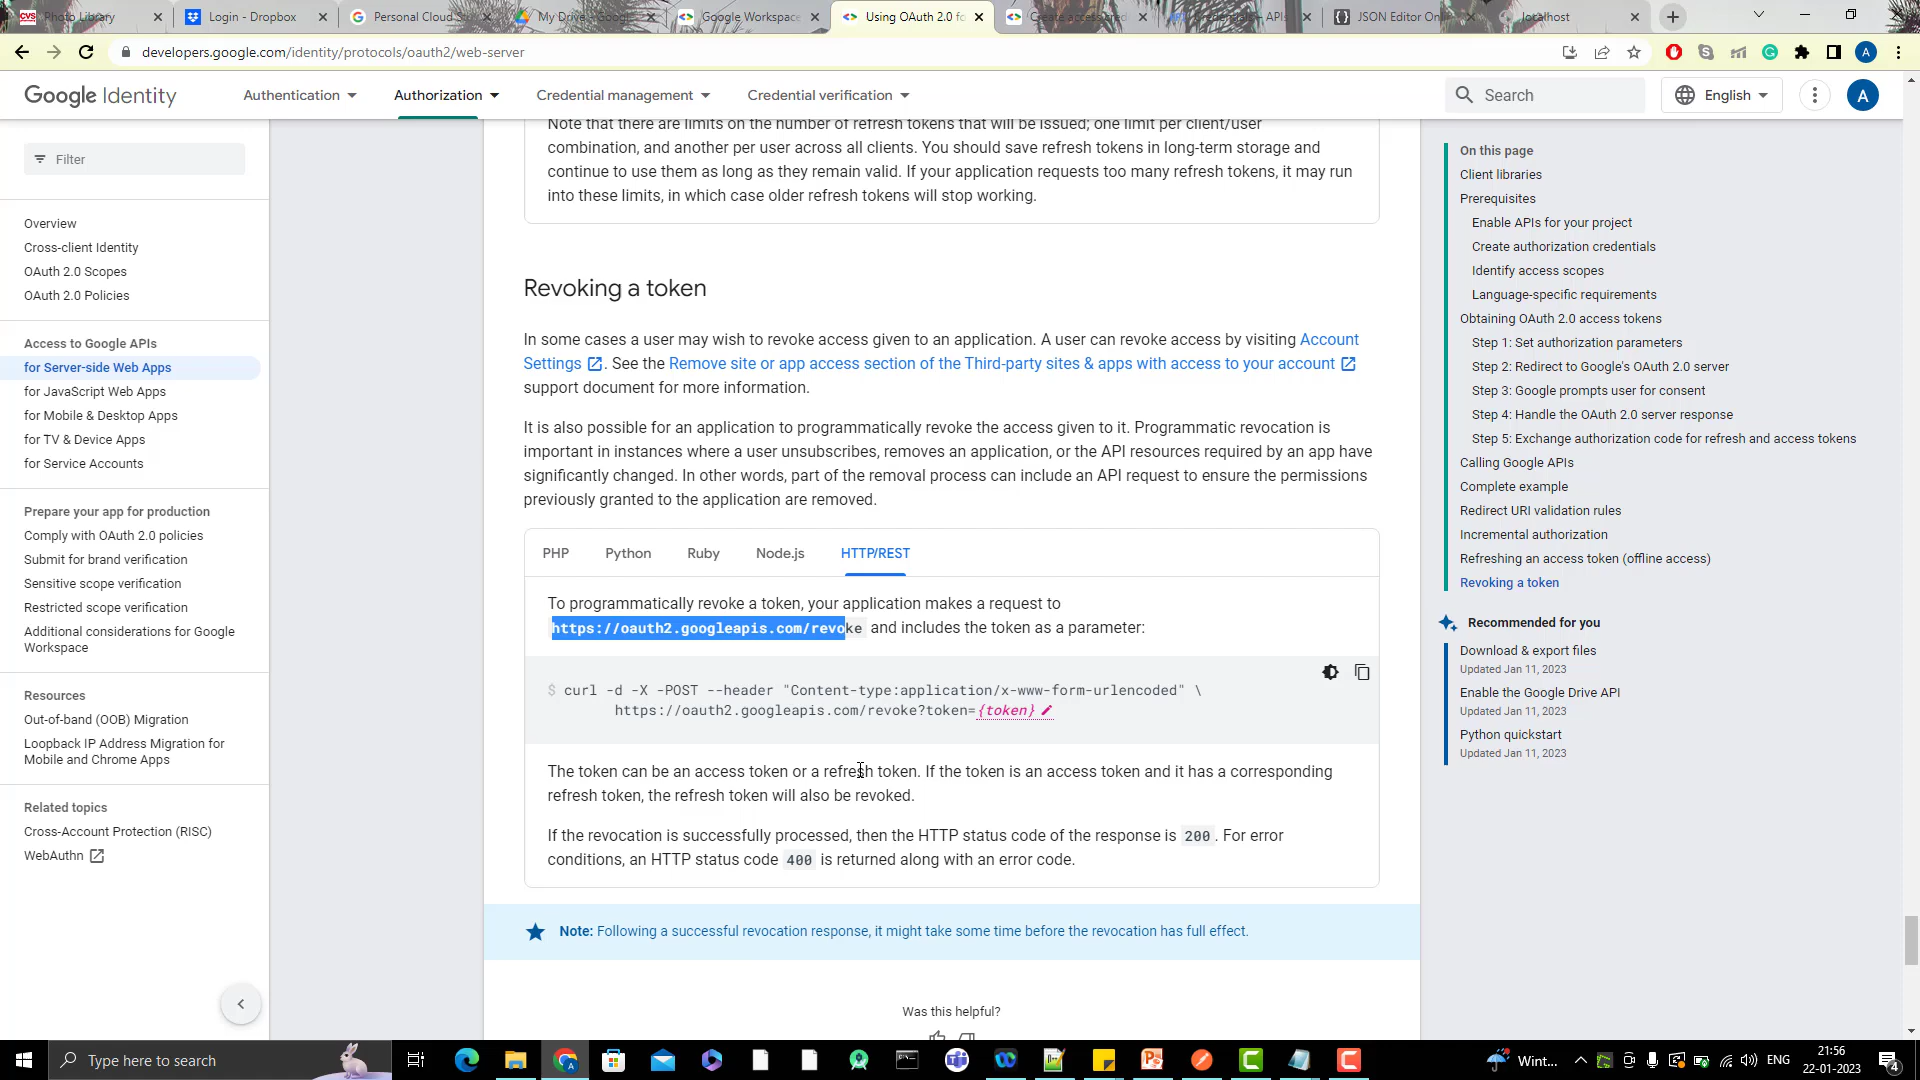 Photo Library
Login - Dropbox
Personal Cloud St
My Drive - Google
Google Workspace
Using OAuth 2.0 fo
Create access cred
Credentials - APIs
JSON Editor Onli
localhost
developers.google.com/identity/protocols/oauth2/web-server
Google Identity
Authentication
Authorization
Credential management
Credential verification
Search
English
A
Filter
Overview
Cross-client Identity
OAuth 2.0 Scopes
OAuth 2.0 Policies
Access to Google APIs
for Server-side Web Apps
for JavaScript Web Apps
for Mobile & Desktop Apps
for TV & Device Apps
for Service Accounts
Prepare your app for production
Comply with OAuth 2.0 policies
Submit for brand verification
Sensitive scope verification
Restricted scope verification
Additional considerations for Google
Workspace
Resources
Out-of-band (OOB) Migration
Loopback IP Address Migration for
Mobile and Chrome Apps
Related topics
Cross-Account Protection (RISC)
WebAuthn
Note that there are limits on the number of refresh tokens that will be issued; one limit per client/user
combination, and another per user across all clients. You should save refresh tokens in long-term storage and
continue to use them as long as they remain valid. If your application requests too many refresh tokens, it may run
into these limits, in which case older refresh tokens will stop working.
Revoking a token
In some cases a user may wish to revoke access given to an application. A user can revoke access by visiting Account
Settings . See the Remove site or app access section of the Third-party sites & apps with access to your account
support document for more information.
It is also possible for an application to programmatically revoke the access given to it. Programmatic revocation is
important in instances where a user unsubscribes, removes an application, or the API resources required by an app have
significantly changed. In other words, part of the removal process can include an API request to ensure the permissions
previously granted to the application are removed.
PHP
Python
Ruby
Node.js
HTTP/REST
To programmatically revoke a token, your application makes a request to
https://oauth2.googleapis.com/revoke and includes the token as a parameter:
$ curl -d -X -POST --header "Content-type:application/x-www-form-urlencoded" \
https://oauth2.googleapis.com/revoke?token={token}
The token can be an access token or a refresh token. If the token is an access token and it has a corresponding
refresh token, the refresh token will also be revoked.
If the revocation is successfully processed, then the HTTP status code of the response is 200. For error
conditions, an HTTP status code 400 is returned along with an error code.
Note: Following a successful revocation response, it might take some time before the revocation has full effect.
Was this helpful?
On this page
Client libraries
Prerequisites
Enable APIs for your project
Create authorization credentials
Identify access scopes
Language-specific requirements
Obtaining OAuth 2.0 access tokens
Step 1: Set authorization parameters
Step 2: Redirect to Google's OAuth 2.0 server
Step 3: Google prompts user for consent
Step 4: Handle the OAuth 2.0 server response
Step 5: Exchange authorization code for refresh and access tokens
Calling Google APIs
Complete example
Redirect URI validation rules
Incremental authorization
Refreshing an access token (offline access)
Revoking a token
Recommended for you
Download & export files
Updated Jan 11, 2023
Enable the Google Drive API
Updated Jan 11, 2023
Python quickstart
Updated Jan 11, 2023
Type here to search
Wint...
ENG
21:56
22-01-2023
4